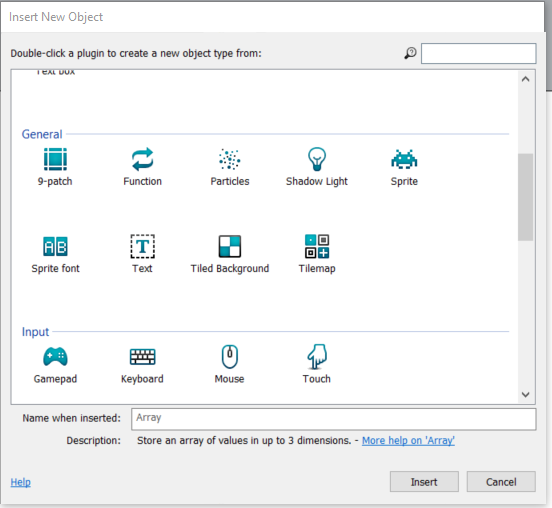 Insert New Object
Double-click a plugin to create a new object type from:
Text box
General
9-patch Function Particles Shadow Light Sprite
AB T
Sprite font Text Tiled Background Tilemap
Input
Gamepad Keyboard Mouse Touch
Name when inserted: Array
Description: Store an array of values in up to 3 dimensions. - More help on 'Array'
Help Insert Cancel